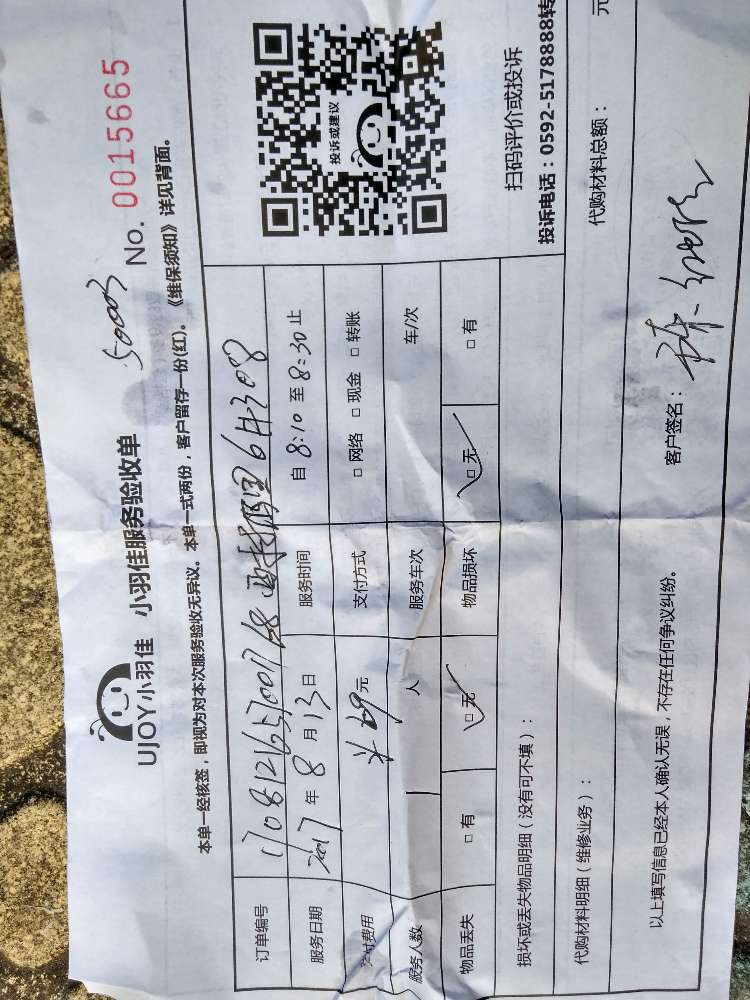 UJOY小羽佳 小羽佳服务验收单 50003 No. 0015665
本单一经核签，即视为对本次服务验收无异议。本单一式两份，客户留存一份(红)。《维保须知》详见背面。
订单编号 6#308
服务日期 2017 年 8 月 13 日 服务时间 自 8:10 至 8:30 止
支付费用 ¥69元 支付方式 □ 网络 □ 现金 □ 转账
服务人数 1 人 服务车次 车/次
物品丢失 □ 有 □ 无 物品损坏 □ 无 □ 有
损坏或丢失物品明细（没有可不填）：
代购材料明细（维修业务）： 代购材料总额： 元
以上填写信息已经本人确认无误，不存在任何争议纠纷。 客户签名：
投诉或建议
扫码评价或投诉
投诉电话：0592-5178888转